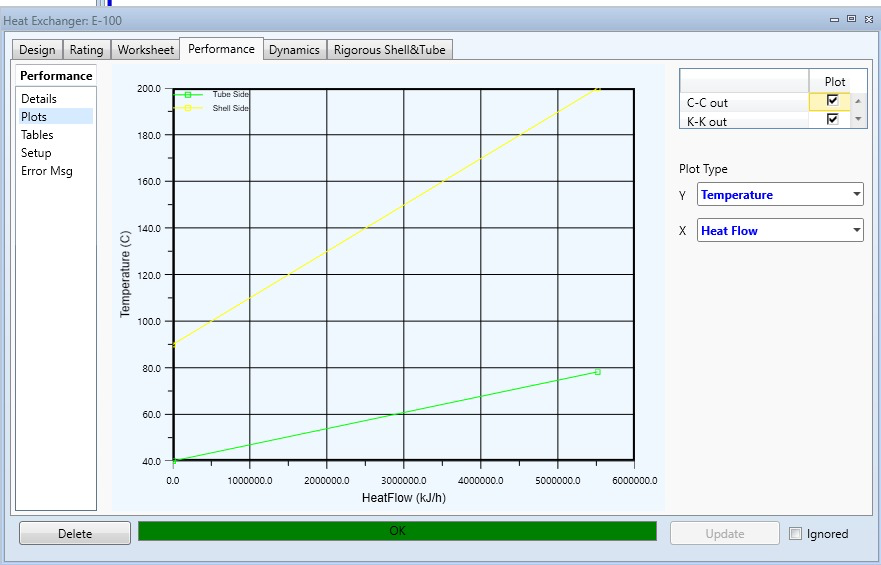 Heat Exchanger: E-100
Design Rating Worksheet Performance Dynamics Rigorous Shell&Tube
Performance
Details
Plots
Tables
Setup
Error Msg
Tube Side
Shell Side
200.0
180.0
160.0
140.0
120.0
100.0
80.0
60.0
40.0
Temperature (C)
0.0 1000000.0 2000000.0 3000000.0 4000000.0 5000000.0 6000000.0
HeatFlow (kJ/h)
Plot
C-C out
K-K out
Plot Type
Y Temperature
X Heat Flow
Delete OK Update Ignored